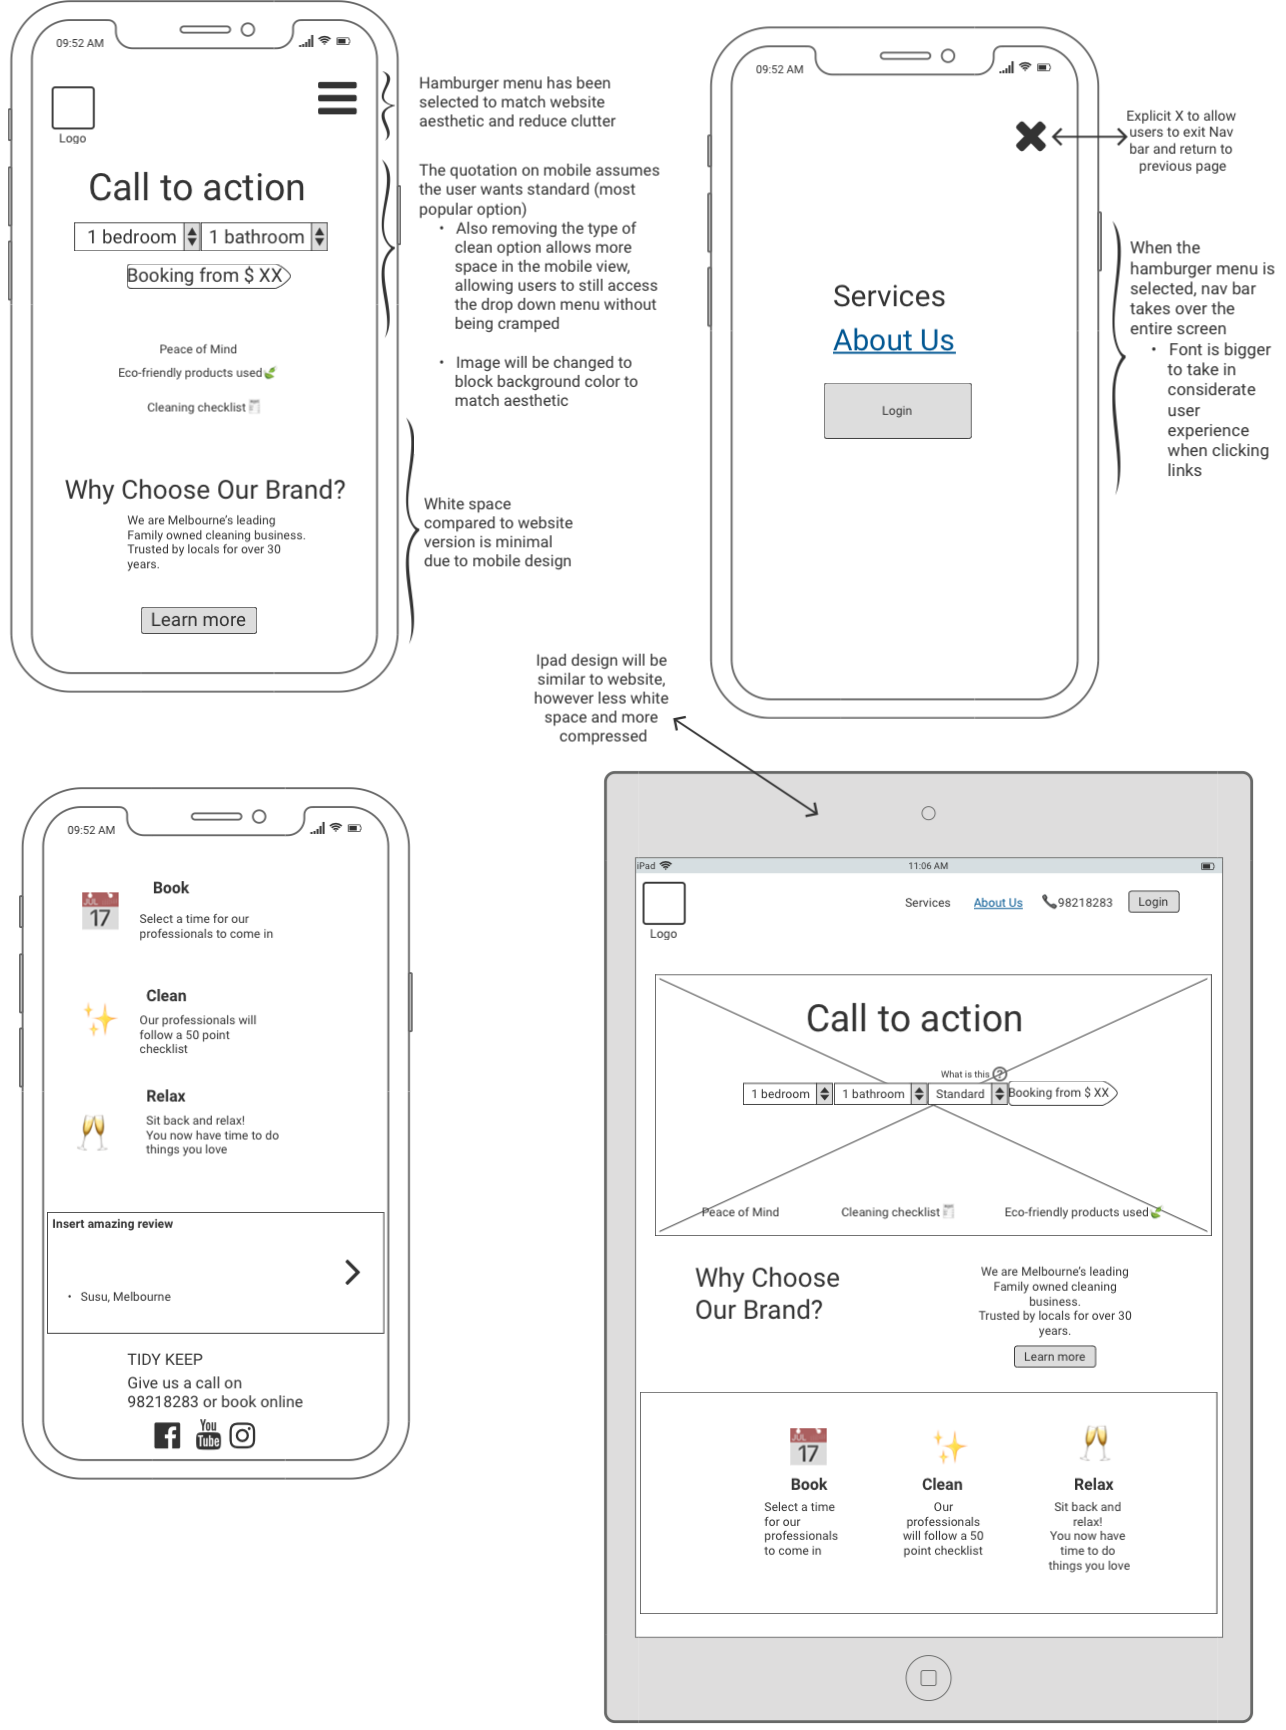 09:52 AM
Logo
Call to action
1 bedroom
1 bathroom
Booking from $ XX
Peace of Mind
Eco-friendly products used
Cleaning checklist
Why Choose Our Brand?
We are Melbourne's leading
Family owned cleaning business.
Trusted by locals for over 30
years.
Learn more
Hamburger menu has been
selected to match website
aesthetic and reduce clutter
The quotation on mobile assumes
the user wants standard (most
popular option)
• Also removing the type of
clean option allows more
space in the mobile view,
allowing users to still access
the drop down menu without
being cramped
• Image will be changed to
block background color to
match aesthetic
White space
compared to website
version is minimal
due to mobile design
09:52 AM
Services
About Us
Login
Explicit X to allow
users to exit Nav
bar and return to
previous page
When the
hamburger menu is
selected, nav bar
takes over the
entire screen
• Font is bigger
to take in
considerate
user
experience
when clicking
links
Ipad design will be
similar to website,
however less white
space and more
compressed
09:52 AM
JUL
17
Book
Select a time for our
professionals to come in
Clean
Our professionals will
follow a 50 point
checklist
Relax
Sit back and relax!
You now have time to do
things you love
Insert amazing review
• Susu, Melbourne
TIDY KEEP
Give us a call on
98218283 or book online
You
Tube
iPad
11:06 AM
Logo
Services
About Us
98218283
Login
Call to action
What is this ?
1 bedroom
1 bathroom
Standard
Booking from $ XX
Peace of Mind
Cleaning checklist
Eco-friendly products used
Why Choose
Our Brand?
We are Melbourne's leading
Family owned cleaning
business.
Trusted by locals for over 30
years.
Learn more
JUL
17
Book
Select a time
for our
professionals
to come in
Clean
Our
professionals
will follow a 50
point checklist
Relax
Sit back and
relax!
You now have
time to do
things you love